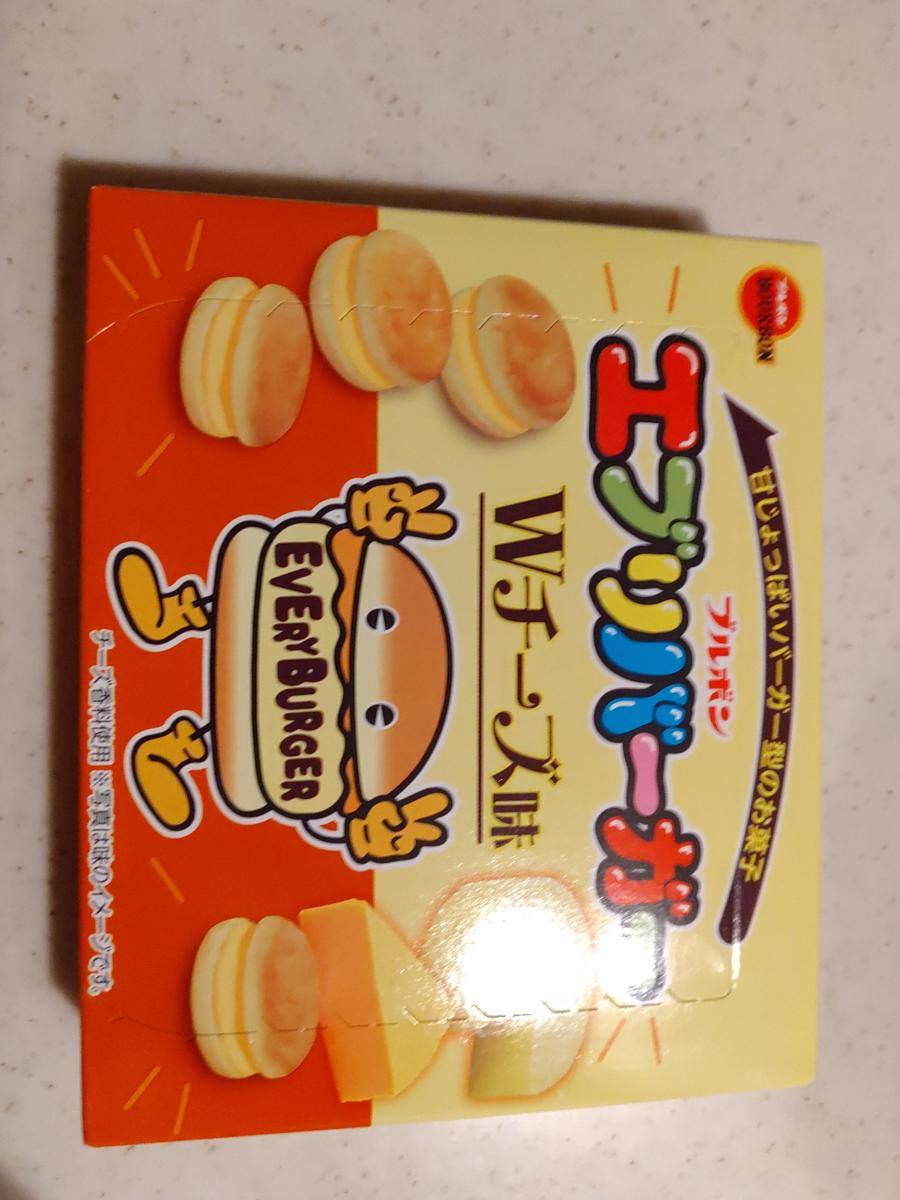 ブルボン
BOURBON
甘じょっぱいバーガー型のお菓子
ブルボン
エブリバーガー
Wチーズ味
EVERYBURGER
チーズ香料使用 ※写真は味のイメージです。